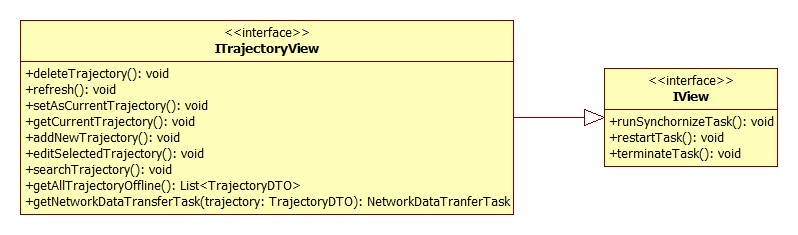 <<interface>>
ITrajectoryView
+deleteTrajectory(): void
+refresh(): void
+setAsCurrentTrajectory(): void
+getCurrentTrajectory(): void
+addNewTrajectory(): void
+editSelectedTrajectory(): void
+searchTrajectory(): void
+getAllTrajectoryOffline(): List<TrajectoryDTO>
+getNetworkDataTransferTask(trajectory: TrajectoryDTO): NetworkDataTranferTask
<<interface>>
IView
+runSynchornizeTask(): void
+restartTask(): void
+terminateTask(): void